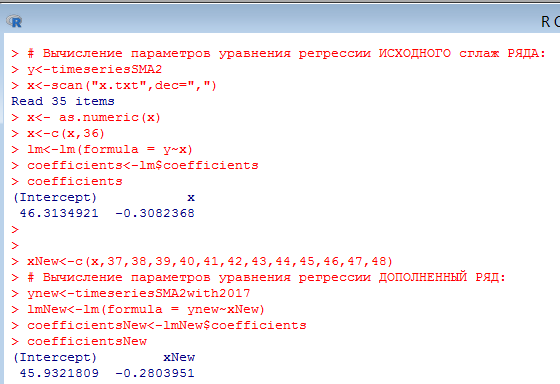 R
R C
> # Вычисление параметров уравнения регрессии ИСХОДНОГО сглаж РЯДА:
> y<-timeseriesSMA2
> x<-scan("x.txt",dec=",")
Read 35 items
> x<- as.numeric(x)
> x<-c(x,36)
> lm<-lm(formula = y~x)
> coefficients<-lm$coefficients
> coefficients
(Intercept) x
46.3134921 -0.3082368
>
>
> xNew<-c(x,37,38,39,40,41,42,43,44,45,46,47,48)
> # Вычисление параметров уравнения регрессии ДОПОЛНЕННЫЙ РЯД:
> ynew<-timeseriesSMA2with2017
> lmNew<-lm(formula = ynew~xNew)
> coefficientsNew<-lmNew$coefficients
> coefficientsNew
(Intercept) xNew
45.9321809 -0.2803951